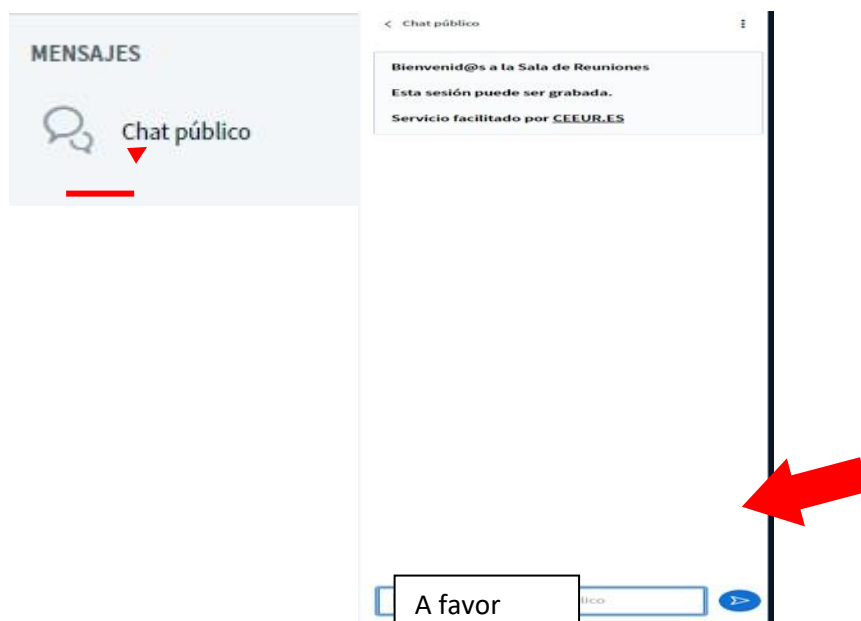 MENSAJES
Chat público
< Chat público
Bienvenid@s a la Sala de Reuniones
Esta sesión puede ser grabada.
Servicio facilitado por CEEUR.ES
A favor